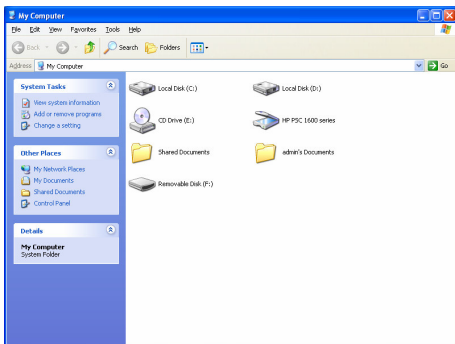 My Computer
File Edit View Favorites Tools Help
Back Search Folders
Address My Computer Go
System Tasks
View system information
Add or remove programs
Change a setting
Other Places
My Network Places
My Documents
Shared Documents
Control Panel
Details
My Computer
System Folder
Local Disk (C:) Local Disk (D:)
CD Drive (E:) HP PSC 1600 series
Shared Documents admin's Documents
Removable Disk (F:)